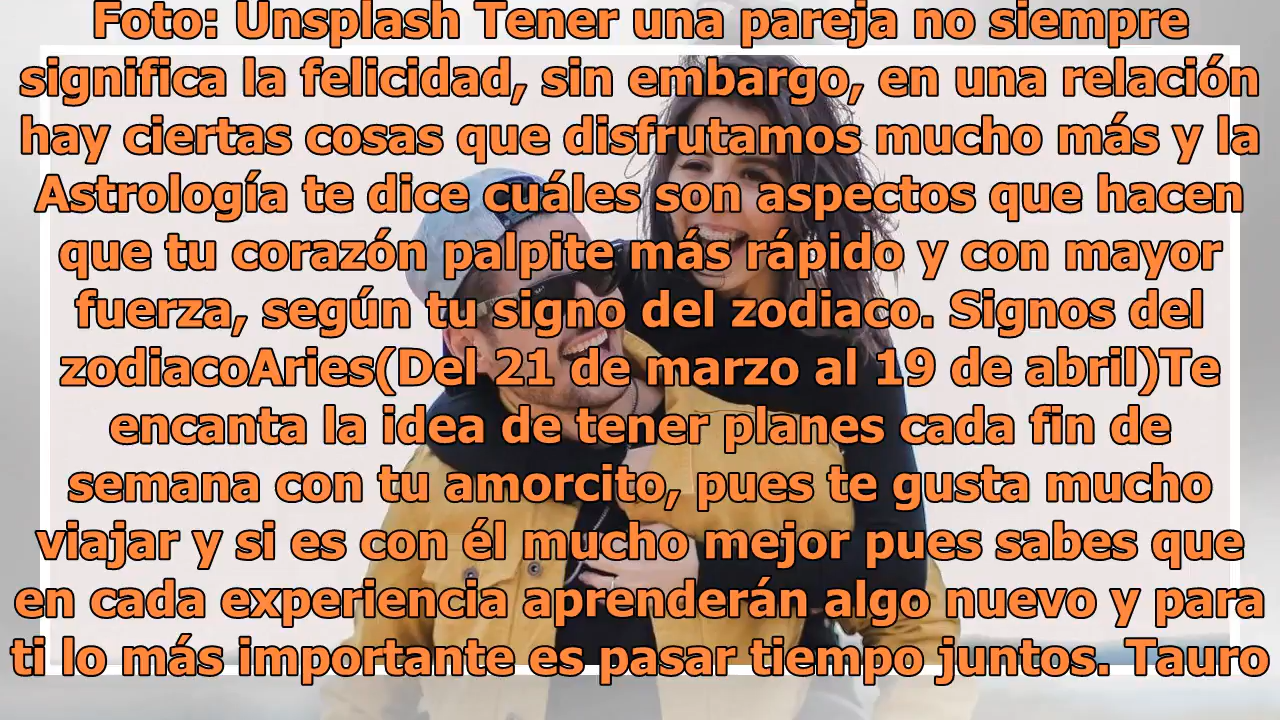 Foto: Unsplash Tener una pareja no siempre
significa la felicidad, sin embargo, en una relación
hay ciertas cosas que disfrutamos mucho más y la
Astrología te dice cuáles son aspectos que hacen
que tu corazón palpite más rápido y con mayor
fuerza, según tu signo del zodiaco. Signos del
zodiacoAries(Del 21 de marzo al 19 de abril)Te
encanta la idea de tener planes cada fin de
semana con tu amorcito, pues te gusta mucho
viajar y si es con él mucho mejor pues sabes que
en cada experiencia aprenderán algo nuevo y para
ti lo más importante es pasar tiempo juntos. Tauro